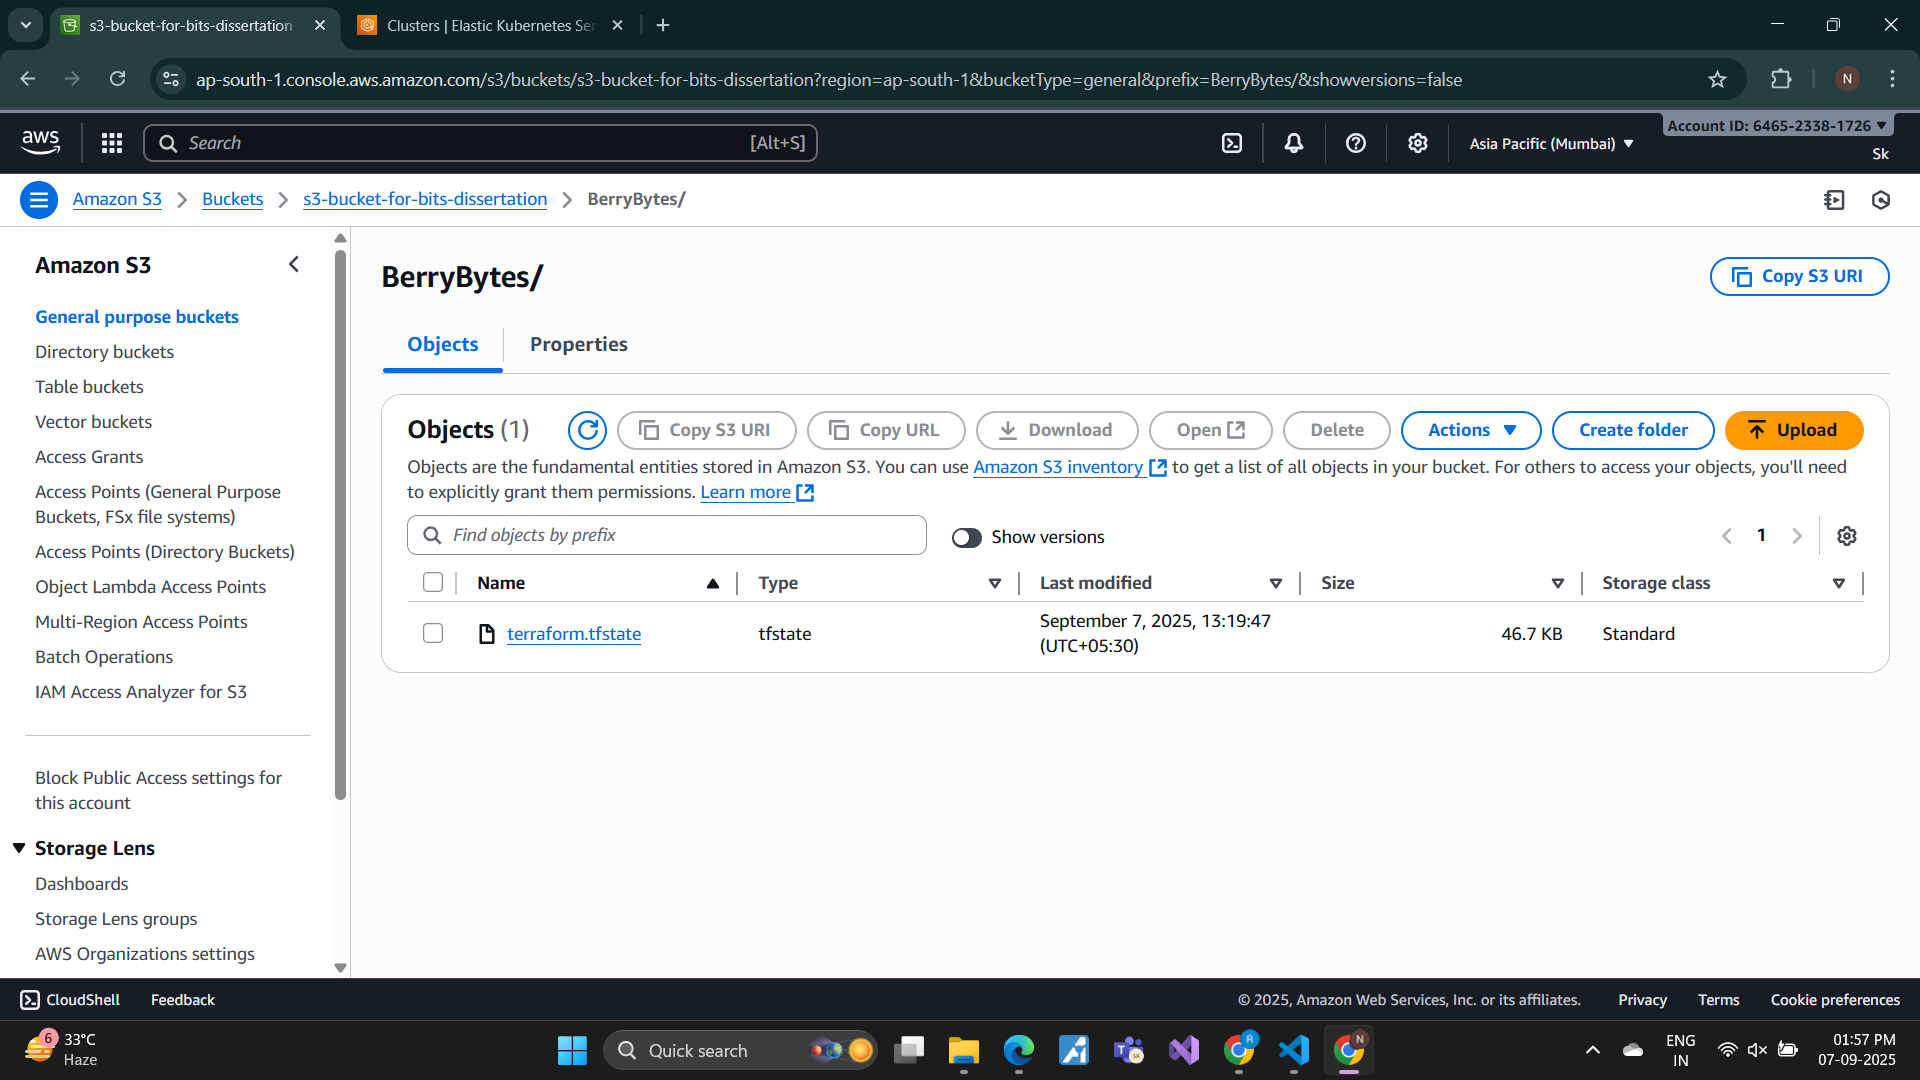 s3-bucket-for-bits-dissertation
Clusters | Elastic Kubernetes Ser
ap-south-1.console.aws.amazon.com/s3/buckets/s3-bucket-for-bits-dissertation?region=ap-south-1&bucketType=general&prefix=BerryBytes/&showversions=false
N
aws
Search
[Alt+S]
Asia Pacific (Mumbai)
Account ID: 6465-2338-1726
Sk
Amazon S3
Buckets
s3-bucket-for-bits-dissertation
BerryBytes/
Amazon S3
General purpose buckets
Directory buckets
Table buckets
Vector buckets
Access Grants
Access Points (General Purpose
Buckets, FSx file systems)
Access Points (Directory Buckets)
Object Lambda Access Points
Multi-Region Access Points
Batch Operations
IAM Access Analyzer for S3
Block Public Access settings for
this account
Storage Lens
Dashboards
Storage Lens groups
AWS Organizations settings
BerryBytes/
Copy S3 URI
Objects
Properties
Objects (1)
Copy S3 URI
Copy URL
Download
Open
Delete
Actions
Create folder
Upload
Objects are the fundamental entities stored in Amazon S3. You can use Amazon S3 inventory to get a list of all objects in your bucket. For others to access your objects, you'll need
to explicitly grant them permissions. Learn more
Find objects by prefix
Show versions
1
Name
Type
Last modified
Size
Storage class
terraform.tfstate
tfstate
September 7, 2025, 13:19:47
(UTC+05:30)
46.7 KB
Standard
CloudShell
Feedback
© 2025, Amazon Web Services, Inc. or its affiliates.
Privacy
Terms
Cookie preferences
6
33°C
Haze
Quick search
R
N
ENG
IN
01:57 PM
07-09-2025